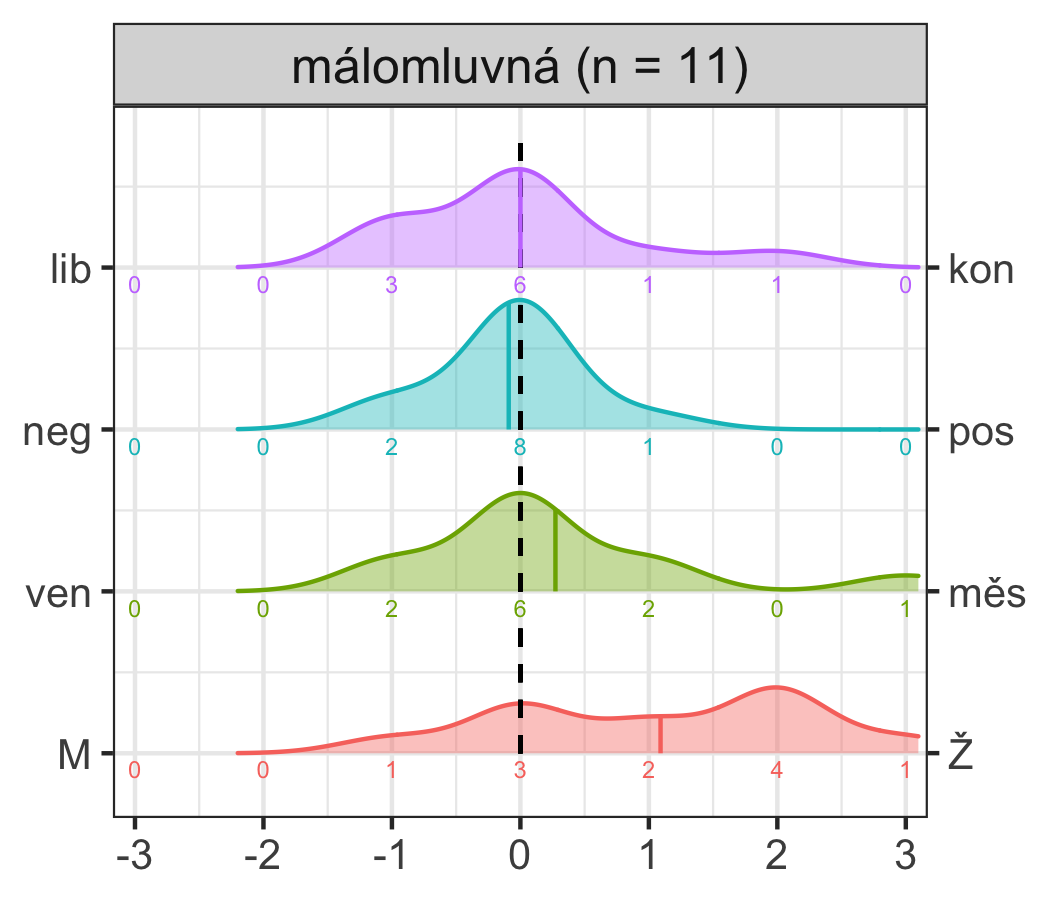 málomluvná (n = 11)
lib kon
0 0 3 6 1 1 0
neg pos
0 0 2 8 1 0 0
ven měs
0 0 2 6 2 0 1
M Ž
0 0 1 3 2 4 1
-3 -2 -1 0 1 2 3